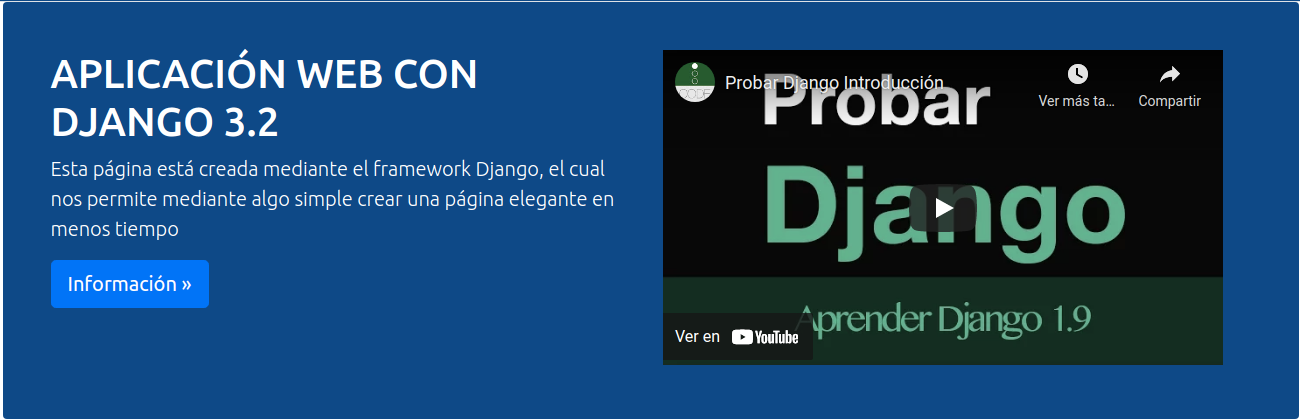 APLICACIÓN WEB CON
DJANGO 3.2
Esta página está creada mediante el framework Django, el cual
nos permite mediante algo simple crear una página elegante en
menos tiempo
Información »
CODE
Probar Django Introducción
Ver más ta...
Compartir
Probar
Django
Aprender Django 1.9
Ver en YouTube